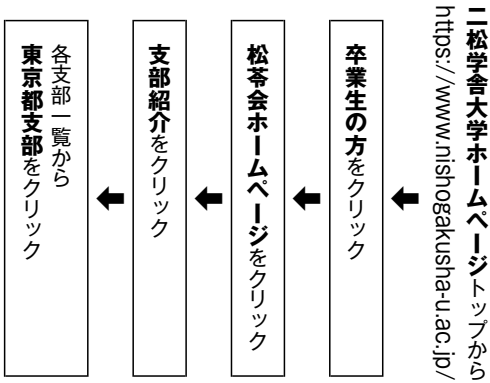 二松学舎大学ホームページトップから
https://www.nishogakusha-u.ac.jp/
卒業生の方をクリック
松苓会ホームページをクリック
支部紹介をクリック
各支部一覧から
東京都支部をクリック